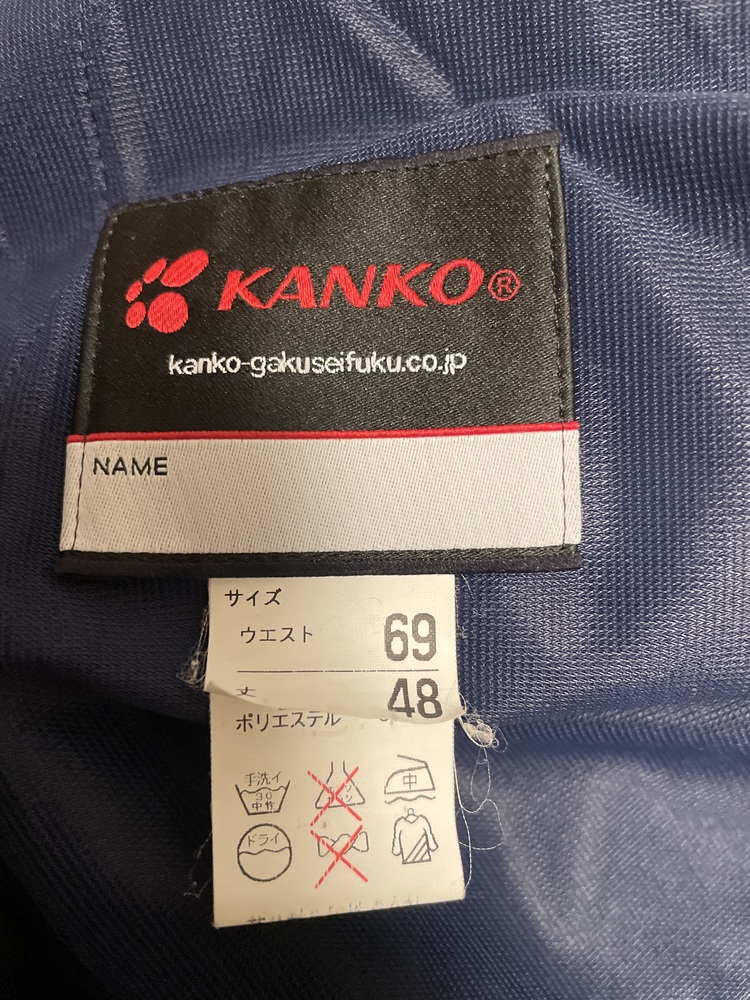 KANKO®
kanko-gakuseifuku.co.jp
NAME
サイズ
ウエスト 69
丈 48
ポリエステル
手洗イ
30
中性
中
ドライ